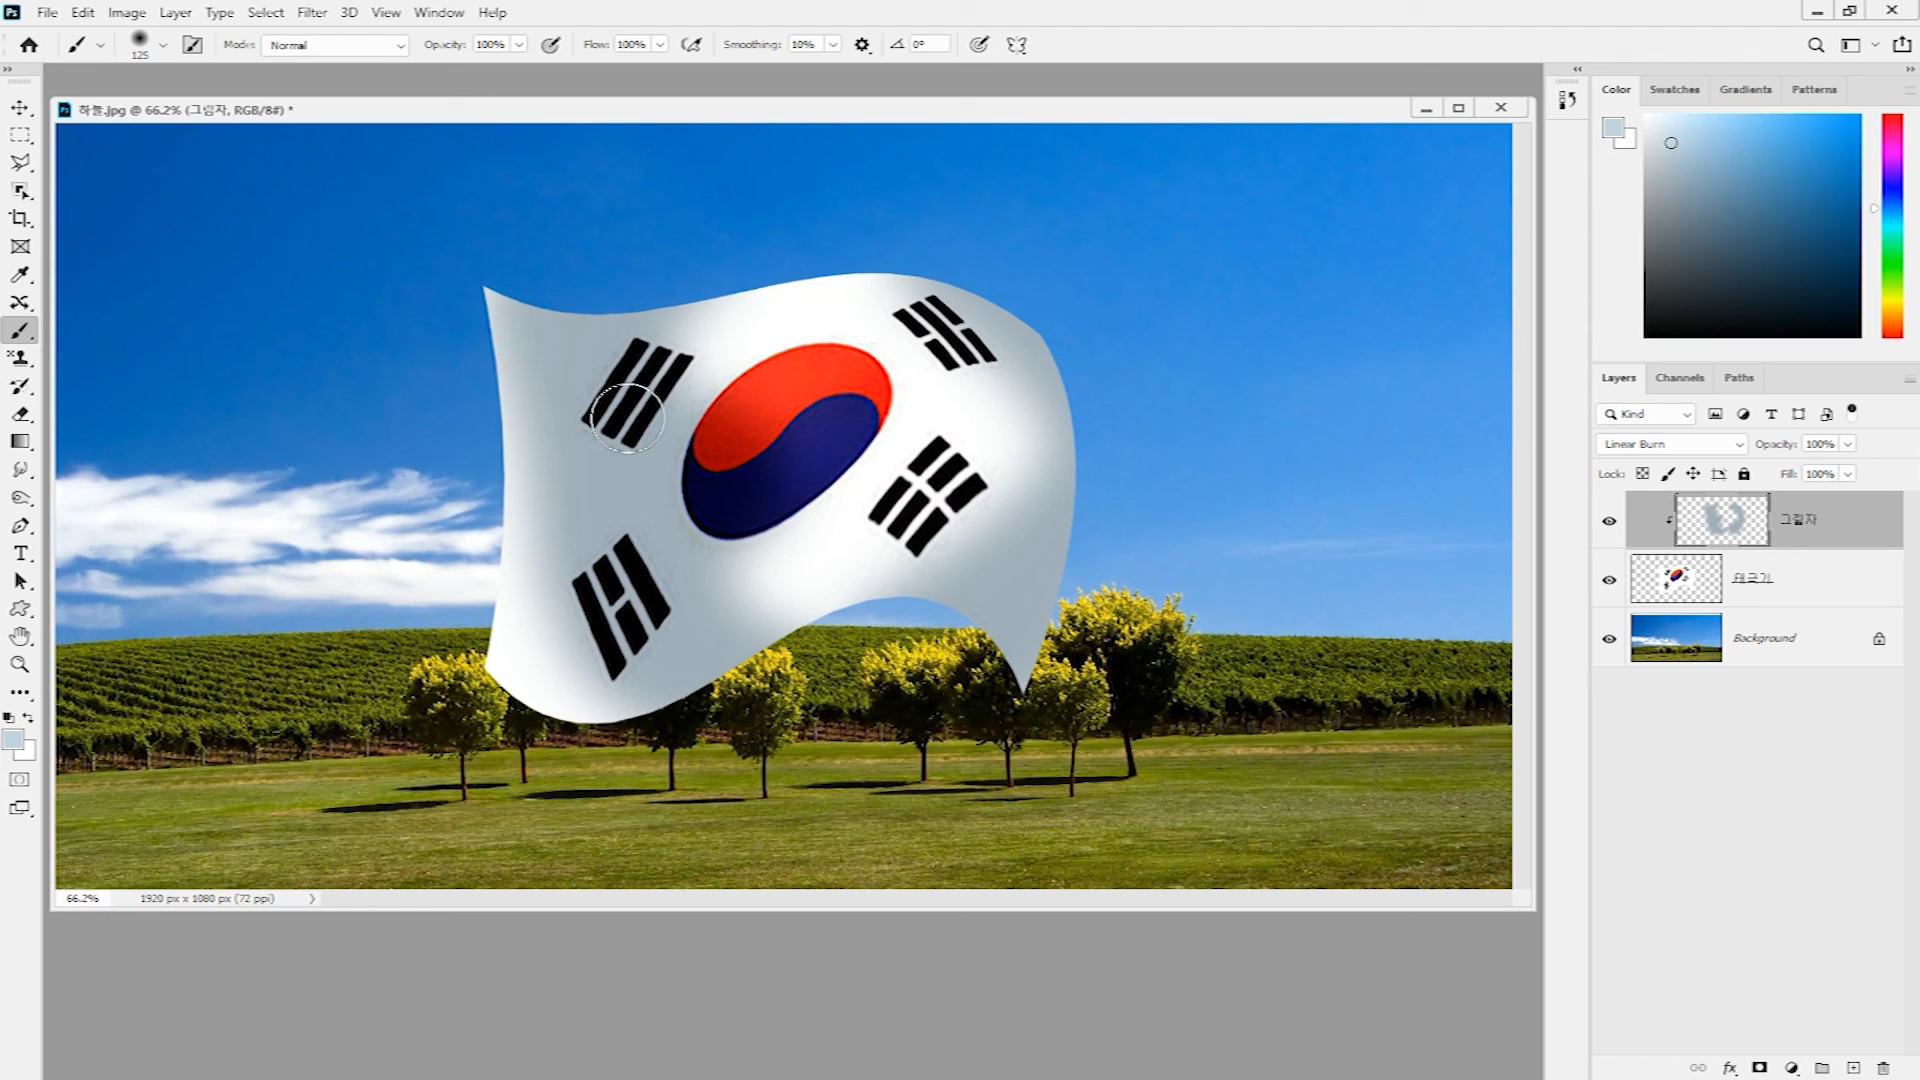 Ps File Edit Image Layer Type Select Filter 3D View Window Help
125 Mode: Normal Opacity: 100% Flow: 100% Smoothing: 10% 0°
하늘.jpg @ 66.2% (그림자, RGB/8#) *
Color Swatches Gradients Patterns
Layers Channels Paths
Kind
Linear Burn Opacity: 100%
Lock: Fill: 100%
그림자
태극기
Background
66.2% 1920 px x 1080 px (72 ppi)
fx